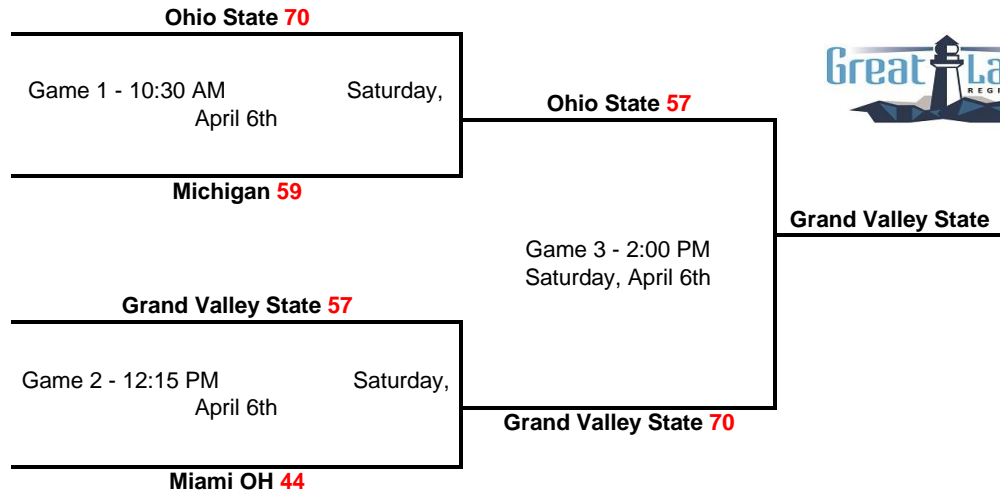 Ohio State 70
Game 1 - 10:30 AM Saturday,
April 6th
Michigan 59
Ohio State 57
Great
REGI
Grand Valley State
Game 3 - 2:00 PM
Saturday, April 6th
Grand Valley State 57
Game 2 - 12:15 PM Saturday,
April 6th
Grand Valley State 70
Miami OH 44